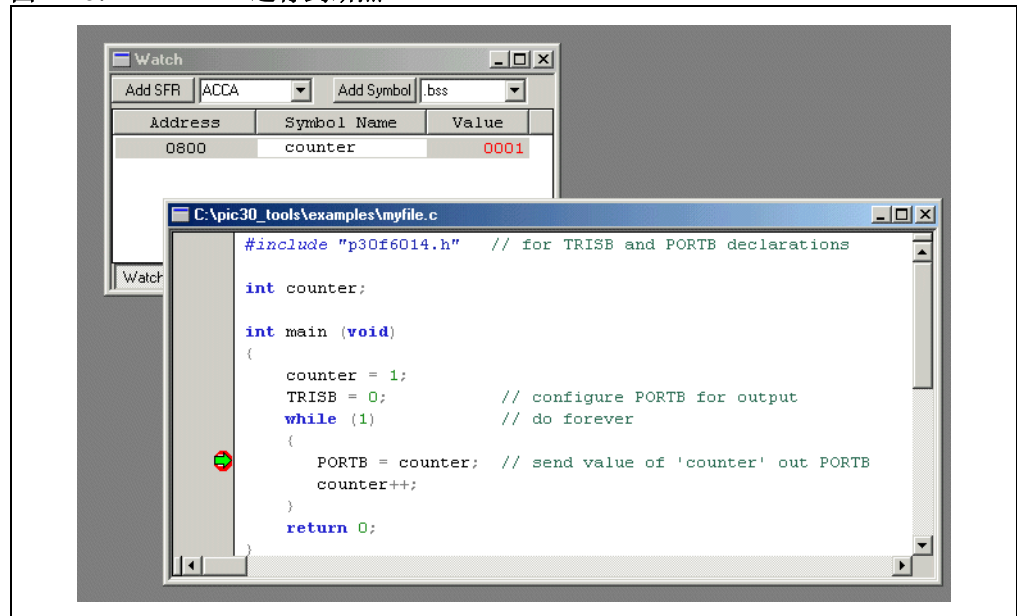 Watch
Add SFR ACCA Add Symbol .bss
Address Symbol Name Value
0800 counter 0001
C:\pic30_tools\examples\myfile.c
#include "p30f6014.h" // for TRISB and PORTB declarations
int counter;
int main (void)
{
counter = 1;
TRISB = 0; // configure PORTB for output
while (1) // do forever
{
PORTB = counter; // send value of 'counter' out PORTB
counter++;
}
return 0;
}
Watch